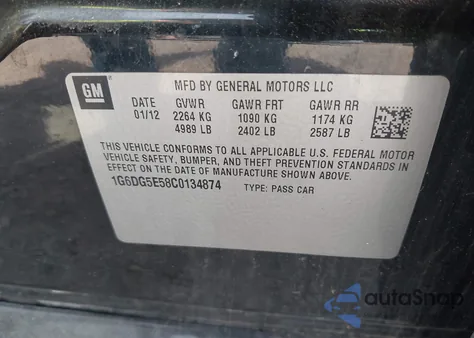 GM
MFD BY GENERAL MOTORS LLC
DATE GVWR GAWR FRT GAWR RR
01/12 2264 KG 1090 KG 1174 KG
4989 LB 2402 LB 2587 LB
THIS VEHICLE CONFORMS TO ALL APPLICABLE U.S. FEDERAL MOTOR
VEHICLE SAFETY, BUMPER, AND THEFT PREVENTION STANDARDS IN
EFFECT ON THE DATE OF MANUFACTURE SHOWN ABOVE.
1G6DG5E58C0134874 TYPE: PASS CAR
autoSnap